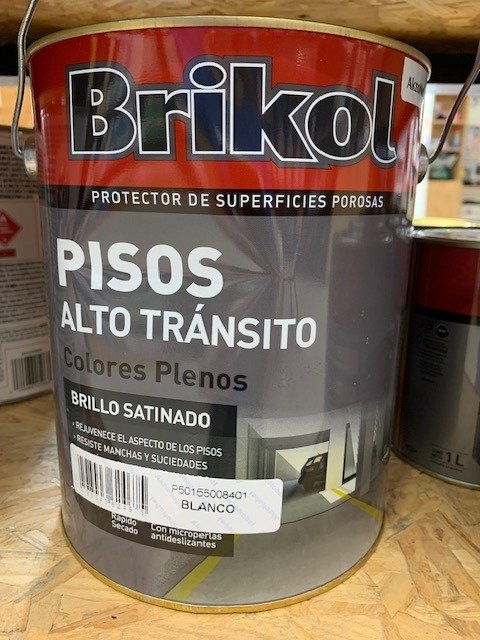 Brikol
PROTECTOR DE SUPERFICIES POROSAS
PISOS
ALTO TRÁNSITO
Colores Plenos
BRILLO SATINADO
› REJUVENECE EL ASPECTO DE LOS PISOS
› RESISTE MANCHAS Y SUCIEDADES
P50155008401
BLANCO
Rápido
Secado
Con microperlas
antideslizantes
1L